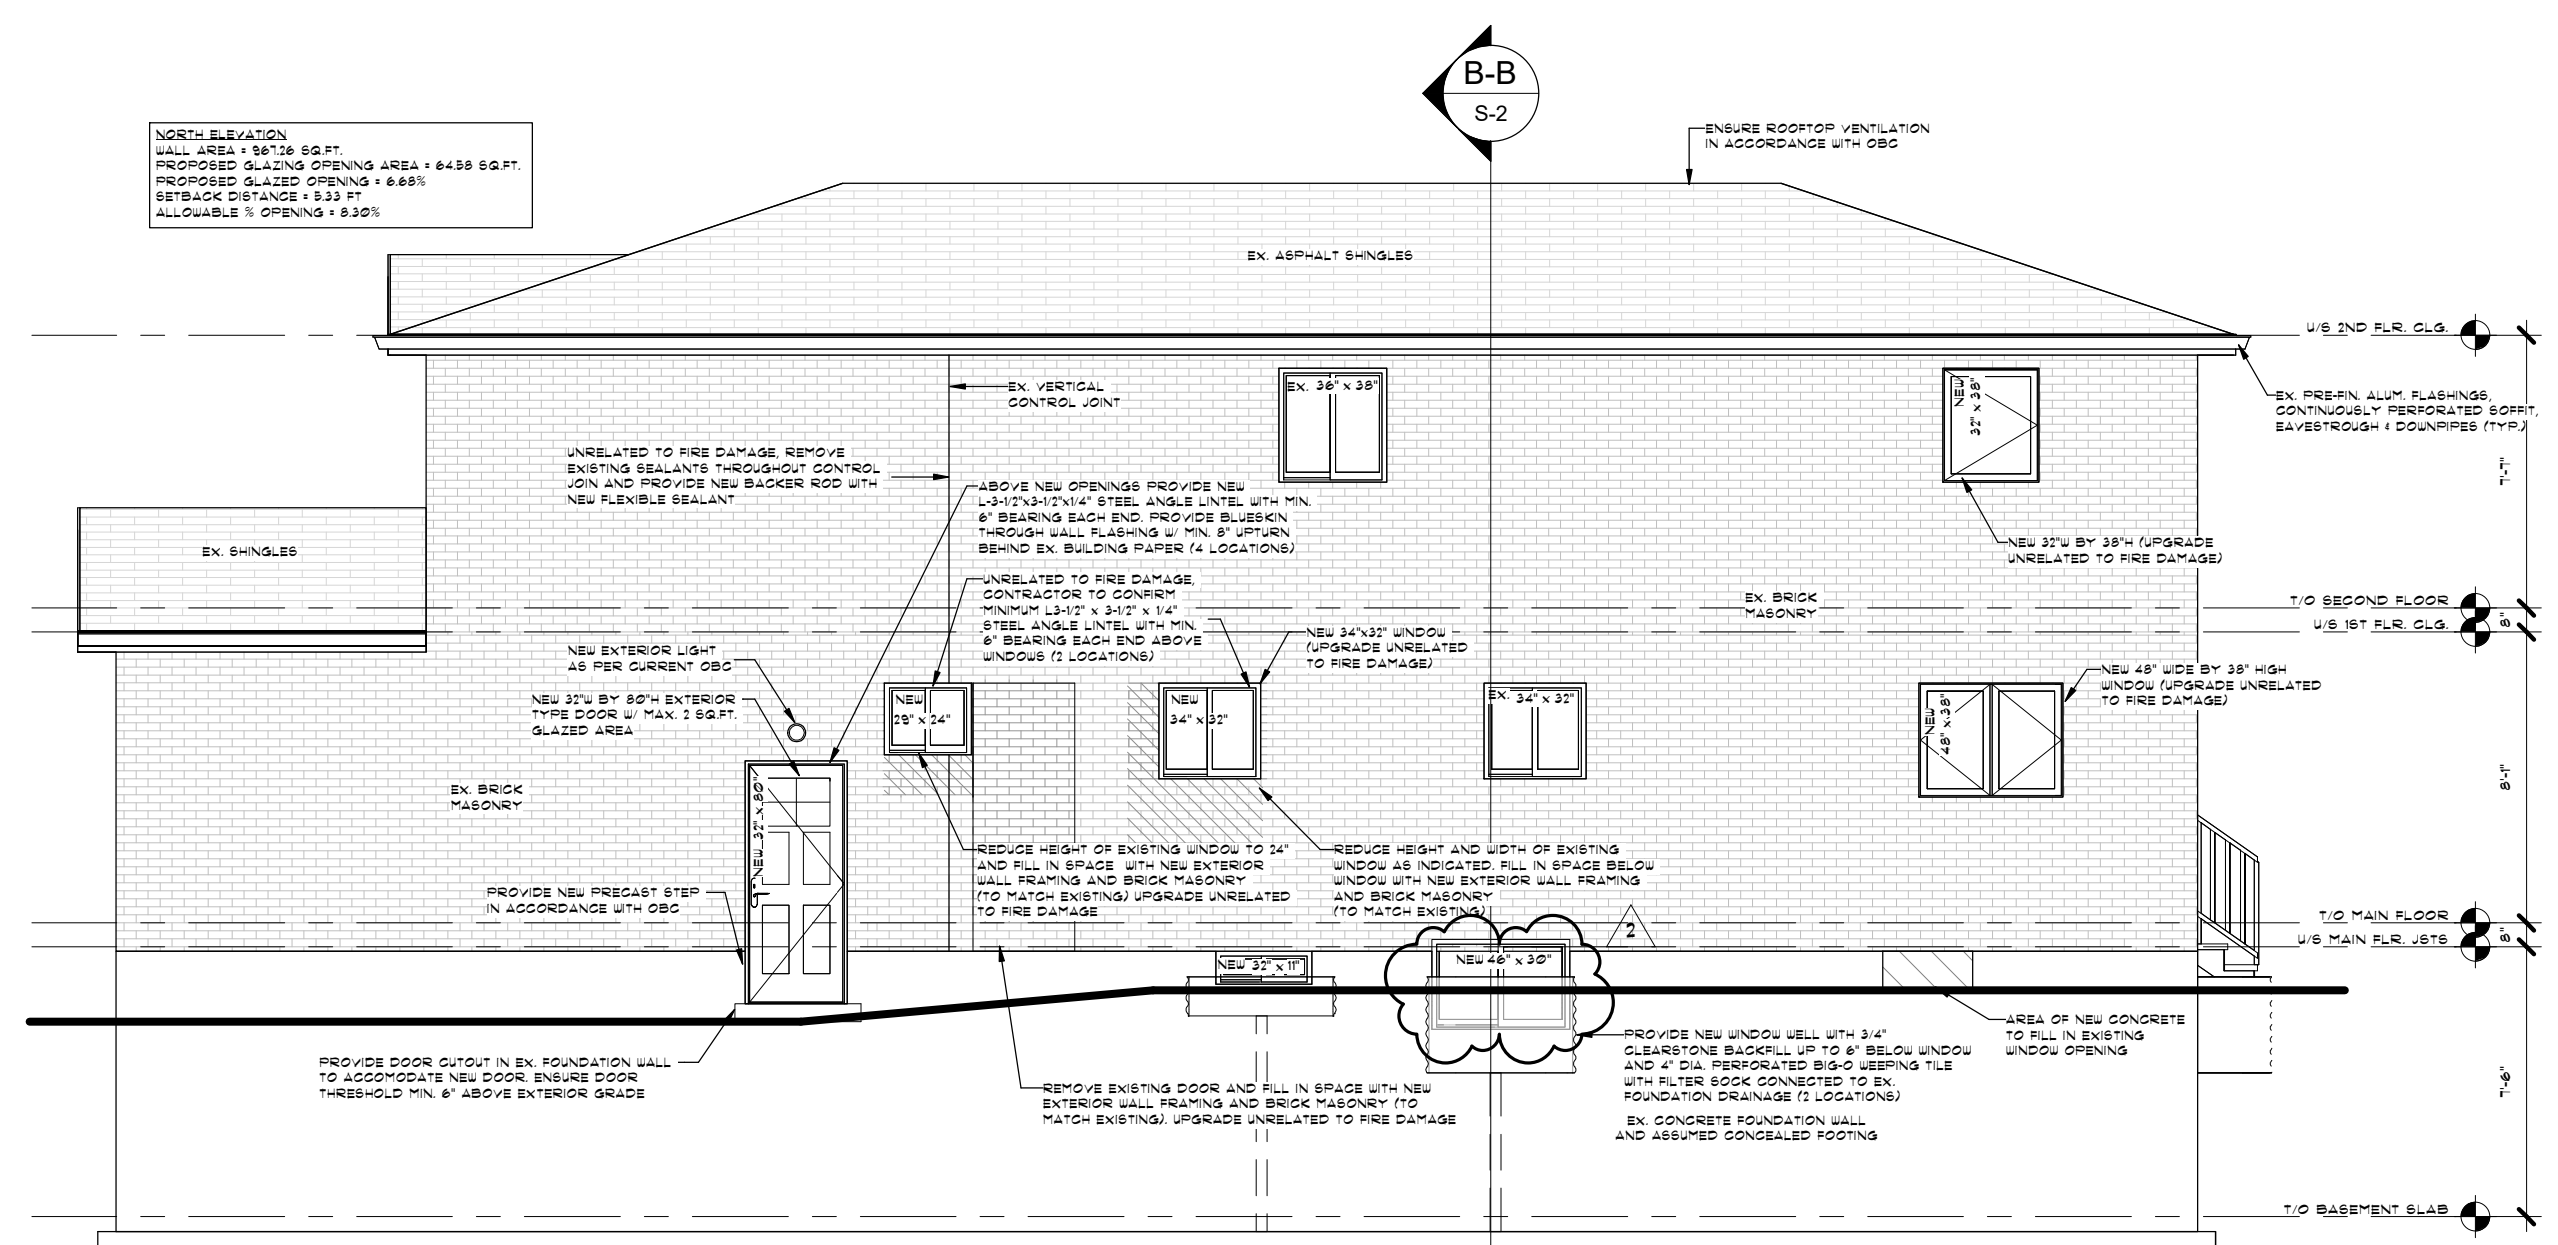 B-B
S-2
NORTH ELEVATION
WALL AREA = 967.26 SQ.FT.
PROPOSED GLAZING OPENING AREA = 64.58 SQ.FT.
PROPOSED GLAZED OPENING = 6.68%
SETBACK DISTANCE = 5.33 FT
ALLOWABLE % OPENING = 8.30%
ENSURE ROOFTOP VENTILATION
IN ACCORDANCE WITH OBC
EX. ASPHALT SHINGLES
U/S 2ND FLR. CLG.
EX. PRE-FIN. ALUM. FLASHINGS,
CONTINUOUSLY PERFORATED SOFFIT,
EAVESTROUGH & DOWNPIPES (TYP.)
EX. VERTICAL
CONTROL JOINT
EX. 36" x 38"
NEW
32" x 38"
7'-7"
UNRELATED TO FIRE DAMAGE, REMOVE
EXISTING SEALANTS THROUGHOUT CONTROL
JOIN AND PROVIDE NEW BACKER ROD WITH
NEW FLEXIBLE SEALANT
ABOVE NEW OPENINGS PROVIDE NEW
L-3-1/2"x3-1/2"x1/4" STEEL ANGLE LINTEL WITH MIN.
6" BEARING EACH END. PROVIDE BLUESKIN
THROUGH WALL FLASHING W/ MIN. 8" UPTURN
BEHIND EX. BUILDING PAPER (4 LOCATIONS)
NEW 32"W BY 38"H (UPGRADE
UNRELATED TO FIRE DAMAGE)
EX. SHINGLES
UNRELATED TO FIRE DAMAGE,
CONTRACTOR TO CONFIRM
MINIMUM L3-1/2" x 3-1/2" x 1/4"
STEEL ANGLE LINTEL WITH MIN.
6" BEARING EACH END ABOVE
WINDOWS (2 LOCATIONS)
EX. BRICK
MASONRY
T/O SECOND FLOOR
8"
U/S 1ST FLR. CLG.
NEW 34"x32" WINDOW
(UPGRADE UNRELATED
TO FIRE DAMAGE)
NEW EXTERIOR LIGHT
AS PER CURRENT OBC
NEW 32"W BY 80"H EXTERIOR
TYPE DOOR W/ MAX. 2 SQ.FT.
GLAZED AREA
NEW
29" x 24"
NEW
34" x 32"
EX. 34" x 32"
NEW
48" x 38"
NEW 48" WIDE BY 38" HIGH
WINDOW (UPGRADE UNRELATED
TO FIRE DAMAGE)
8'-1"
EX. BRICK
MASONRY
NEW 32" x 80"
REDUCE HEIGHT OF EXISTING WINDOW TO 24"
AND FILL IN SPACE WITH NEW EXTERIOR
WALL FRAMING AND BRICK MASONRY
(TO MATCH EXISTING) UPGRADE UNRELATED
TO FIRE DAMAGE
REDUCE HEIGHT AND WIDTH OF EXISTING
WINDOW AS INDICATED. FILL IN SPACE BELOW
WINDOW WITH NEW EXTERIOR WALL FRAMING
AND BRICK MASONRY
(TO MATCH EXISTING)
PROVIDE NEW PRECAST STEP
IN ACCORDANCE WITH OBC
2
T/O MAIN FLOOR
8"
U/S MAIN FLR. JSTS
NEW 32" x 11"
NEW 46" x 30"
AREA OF NEW CONCRETE
TO FILL IN EXISTING
WINDOW OPENING
PROVIDE DOOR CUTOUT IN EX. FOUNDATION WALL
TO ACCOMODATE NEW DOOR. ENSURE DOOR
THRESHOLD MIN. 6" ABOVE EXTERIOR GRADE
PROVIDE NEW WINDOW WELL WITH 3/4"
CLEARSTONE BACKFILL UP TO 6" BELOW WINDOW
AND 4" DIA. PERFORATED BIG-O WEEPING TILE
WITH FILTER SOCK CONNECTED TO EX.
FOUNDATION DRAINAGE (2 LOCATIONS)
REMOVE EXISTING DOOR AND FILL IN SPACE WITH NEW
EXTERIOR WALL FRAMING AND BRICK MASONRY (TO
MATCH EXISTING). UPGRADE UNRELATED TO FIRE DAMAGE
EX. CONCRETE FOUNDATION WALL
AND ASSUMED CONCEALED FOOTING
7'-6"
T/O BASEMENT SLAB